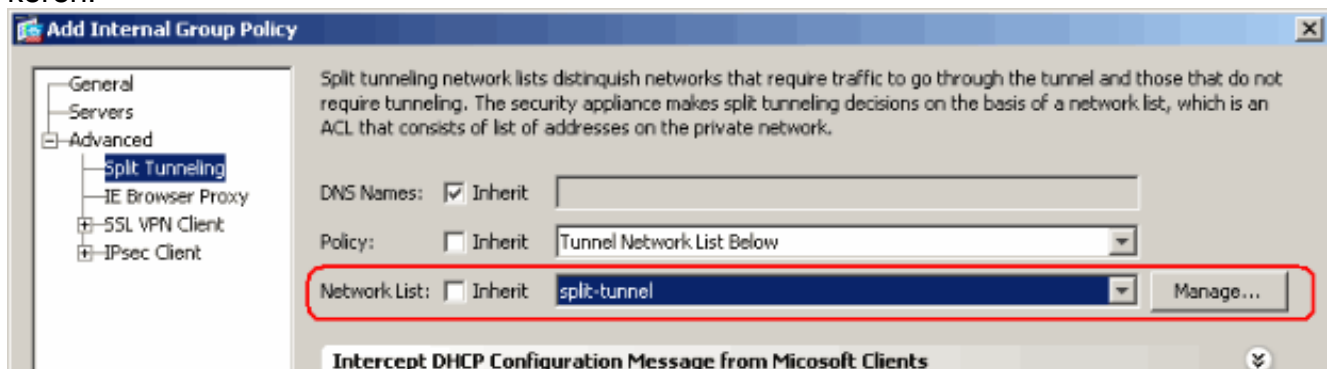 Add Internal Group Policy
General
Servers
Advanced
Split Tunneling
IE Browser Proxy
SSL VPN Client
IPsec Client
Split tunneling network lists distinguish networks that require traffic to go through the tunnel and those that do not
require tunneling. The security appliance makes split tunneling decisions on the basis of a network list, which is an
ACL that consists of list of addresses on the private network.
DNS Names: Inherit
Policy: Inherit Tunnel Network List Below
Network List: Inherit split-tunnel Manage...
Intercept DHCP Configuration Message from Micosoft Clients